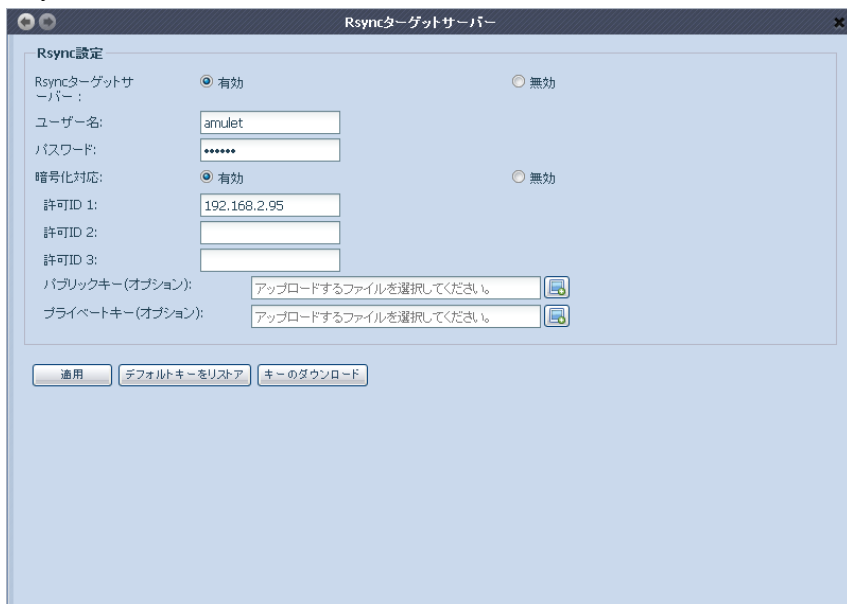 Rsyncターゲットサーバー
Rsync設定
Rsyncターゲットサ
ーバー：
有効
無効
ユーザー名:
amulet
パスワード:
••••••
暗号化対応:
有効
無効
許可ID 1:
192.168.2.95
許可ID 2:
許可ID 3:
パブリックキー(オプション):
アップロードするファイルを選択してください。
プライベートキー(オプション):
アップロードするファイルを選択してください。
適用
デフォルトキーをリストア
キーのダウンロード